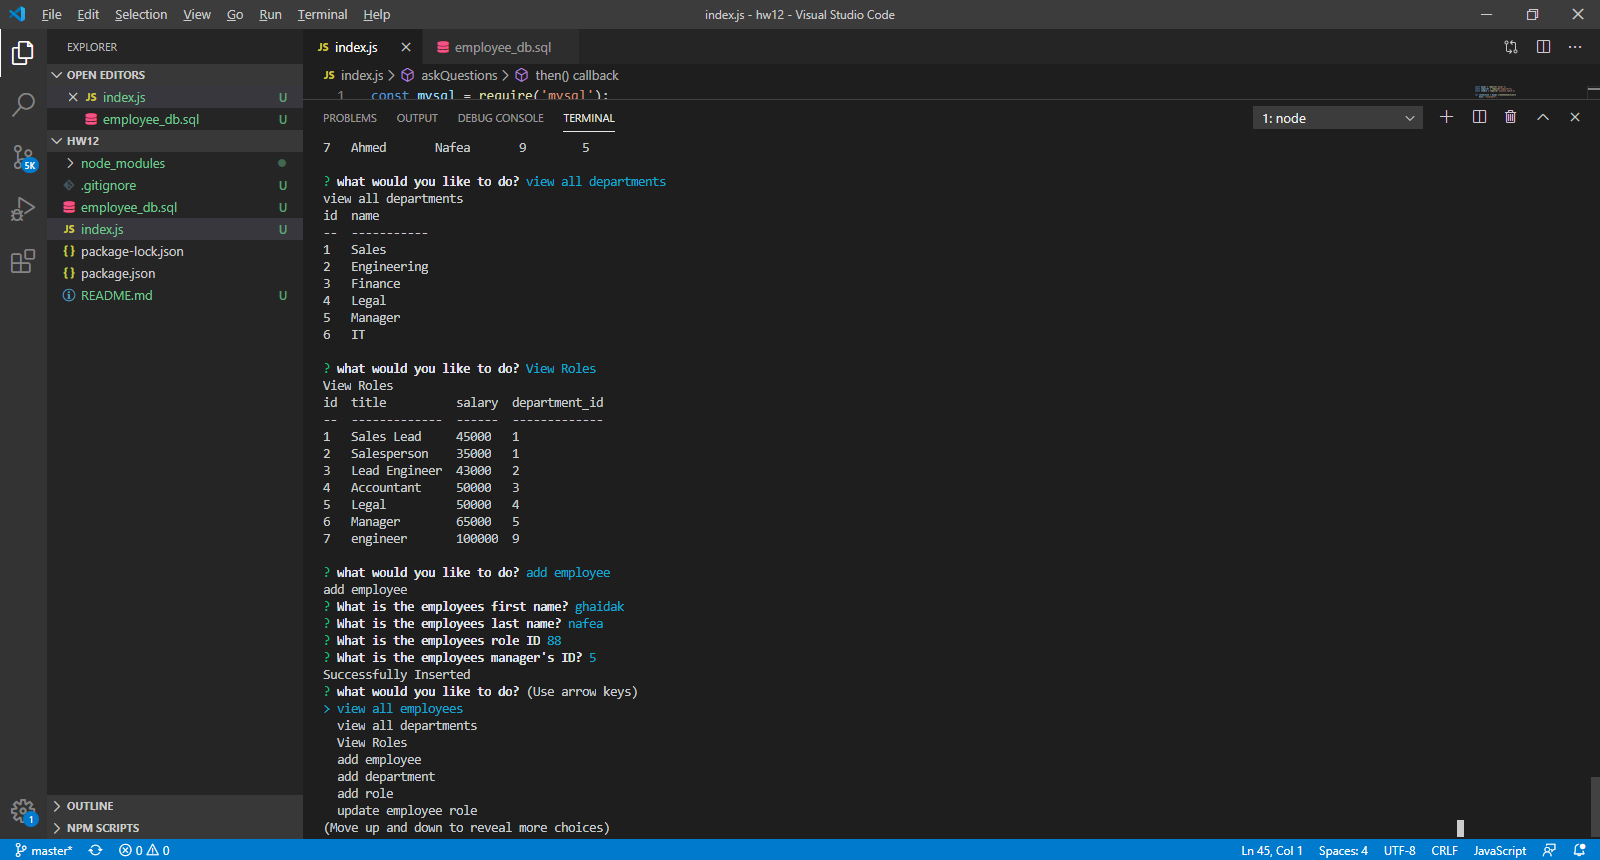 File Edit Selection View Go Run Terminal Help
index.js - hw12 - Visual Studio Code
EXPLORER
OPEN EDITORS
JS index.js U
employee_db.sql U
HW12
node_modules
.gitignore U
employee_db.sql U
JS index.js U
{} package-lock.json
{} package.json
README.md U
OUTLINE
NPM SCRIPTS
5K
1
JS index.js employee_db.sql
JS index.js > askQuestions > then() callback
1 const mysql = require('mysql');
PROBLEMS OUTPUT DEBUG CONSOLE TERMINAL
1: node
7 Ahmed Nafea 9 5
? what would you like to do? view all departments
view all departments
id name
-- -----------
1 Sales
2 Engineering
3 Finance
4 Legal
5 Manager
6 IT
? what would you like to do? View Roles
View Roles
id title salary department_id
-- ------------- ------ -------------
1 Sales Lead 45000 1
2 Salesperson 35000 1
3 Lead Engineer 43000 2
4 Accountant 50000 3
5 Legal 50000 4
6 Manager 65000 5
7 engineer 100000 9
? what would you like to do? add employee
add employee
? What is the employees first name? ghaidak
? What is the employees last name? nafea
? What is the employees role ID 88
? What is the employees manager's ID? 5
Successfully Inserted
? what would you like to do? (Use arrow keys)
> view all employees
view all departments
View Roles
add employee
add department
add role
update employee role
(Move up and down to reveal more choices)
master* 0 0
Ln 45, Col 1 Spaces: 4 UTF-8 CRLF JavaScript